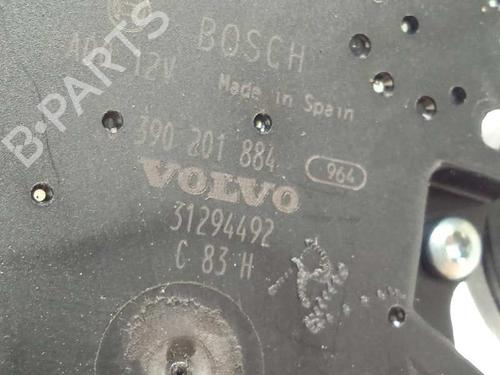 BOSCH
12V
Made in Spain
390 201 884
964
VOLVO
31294492
C 83 H
B-PARTS